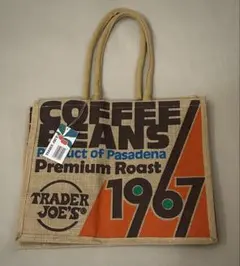 COFFEE
BEANS
Product of Pasadena
Premium Roast
1967
TRADER
JOE'S®